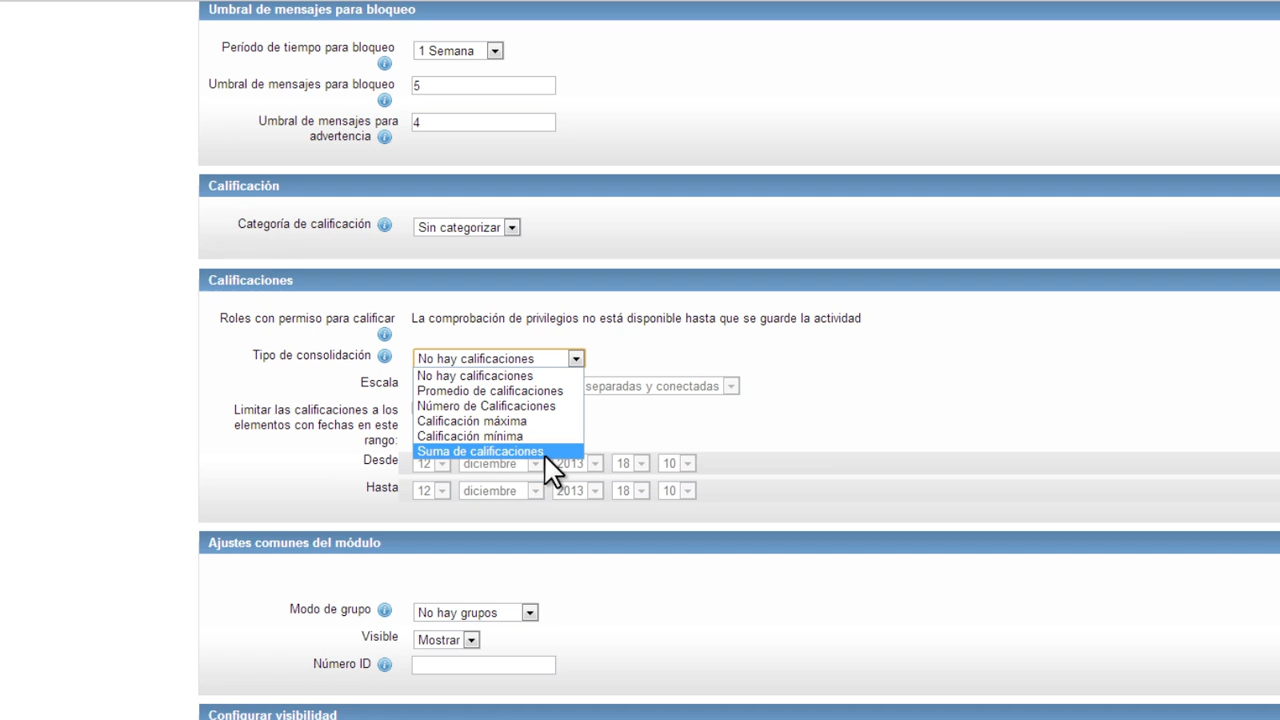 Umbral de mensajes para bloqueo
Período de tiempo para bloqueo
1 Semana
Umbral de mensajes para bloqueo
5
Umbral de mensajes para
advertencia
4
Calificación
Categoría de calificación
Sin categorizar
Calificaciones
Roles con permiso para calificar
La comprobación de privilegios no está disponible hasta que se guarde la actividad
Tipo de consolidación
No hay calificaciones
No hay calificaciones
Promedio de calificaciones
Número de Calificaciones
Calificación máxima
Calificación mínima
Suma de calificaciones
Escala
separadas y conectadas
Limitar las calificaciones a los
elementos con fechas en este
rango:
Desde
12 diciembre 2013 18 10
Hasta
12 diciembre 2013 18 10
Ajustes comunes del módulo
Modo de grupo
No hay grupos
Visible
Mostrar
Número ID
Configurar visibilidad